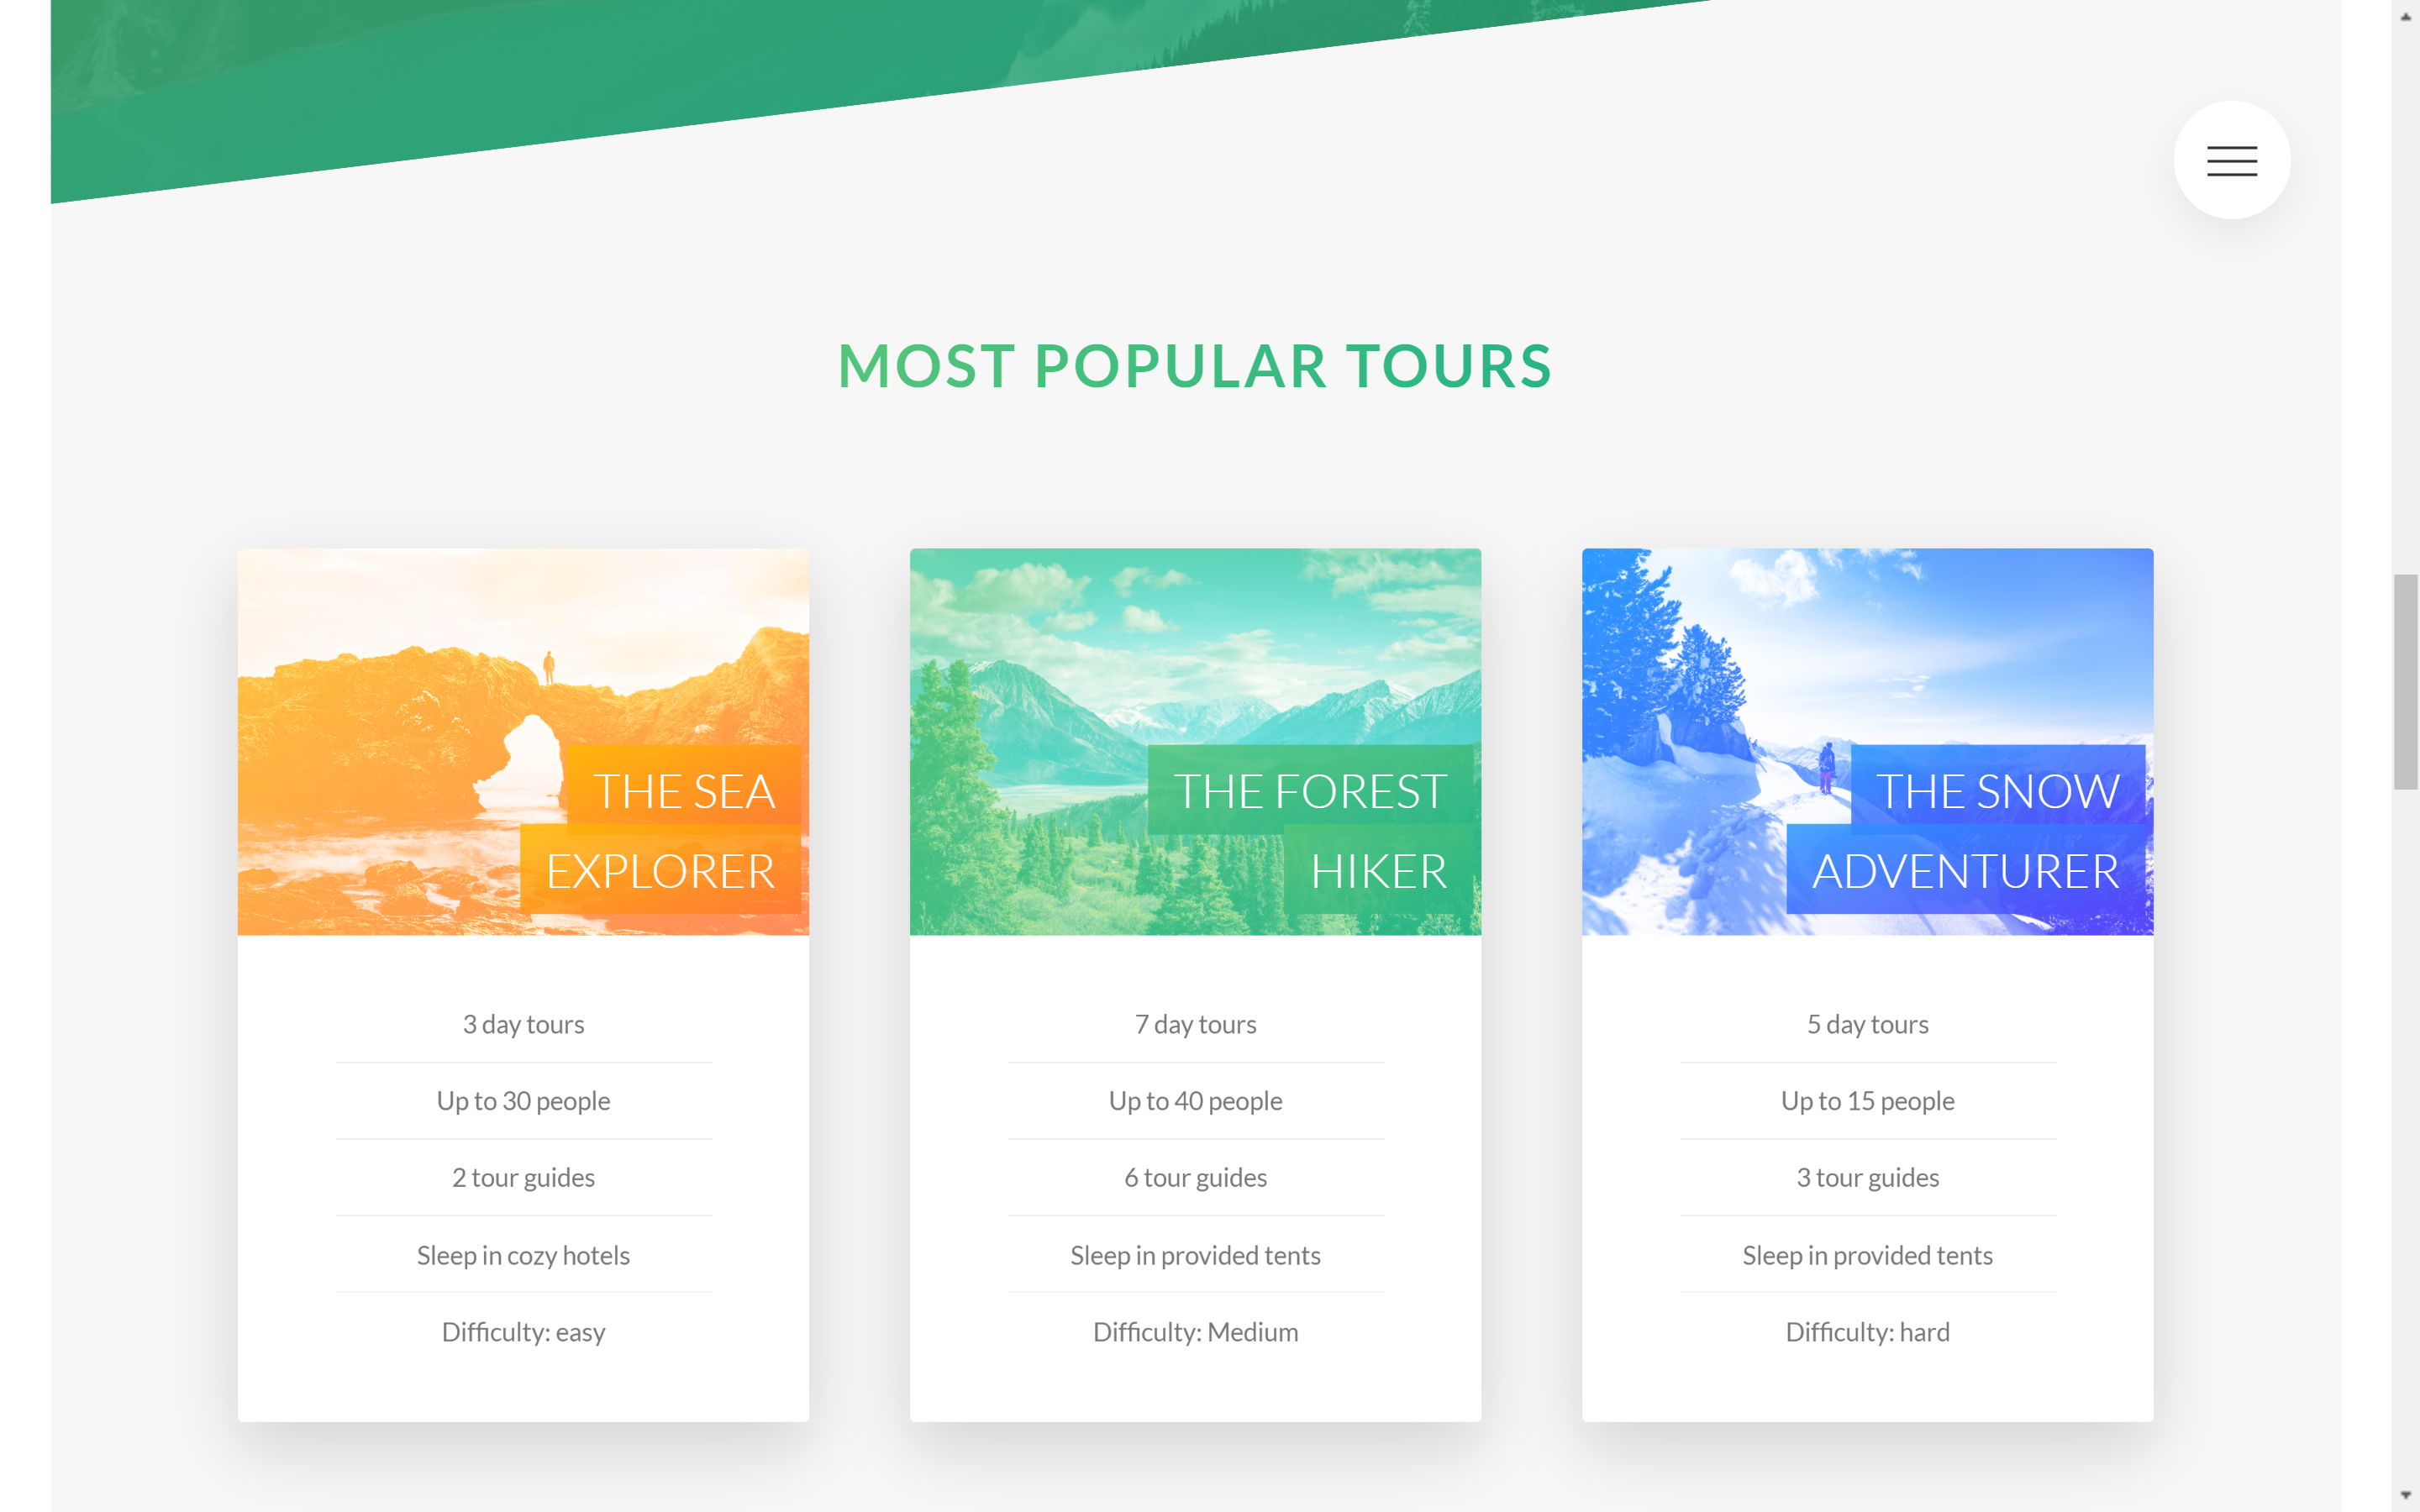 MOST POPULAR TOURS
THE SEA
EXPLORER
3 day tours
Up to 30 people
2 tour guides
Sleep in cozy hotels
Difficulty: easy
THE FOREST
HIKER
7 day tours
Up to 40 people
6 tour guides
Sleep in provided tents
Difficulty: Medium
THE SNOW
ADVENTURER
5 day tours
Up to 15 people
3 tour guides
Sleep in provided tents
Difficulty: hard